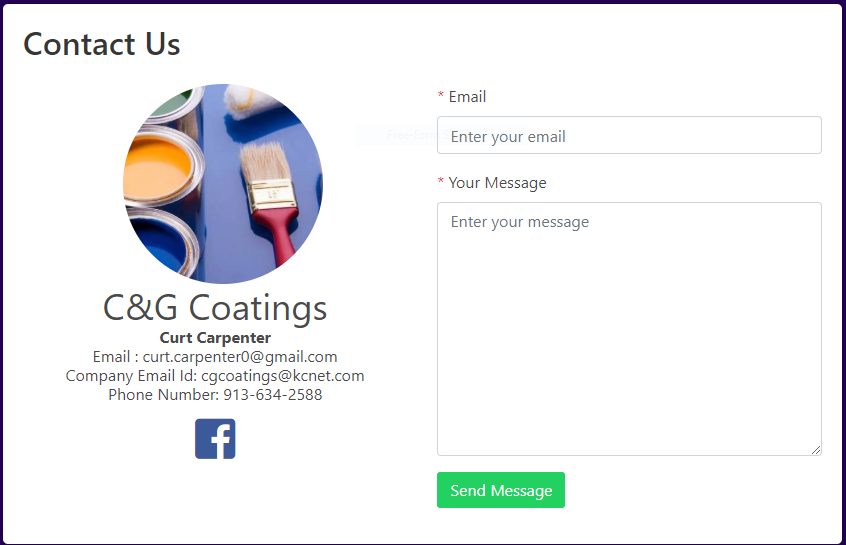 Contact Us
C&G Coatings
Curt Carpenter
Email : curt.carpenter0@gmail.com
Company Email Id: cgcoatings@kcnet.com
Phone Number: 913-634-2588
* Email
Enter your email
* Your Message
Enter your message
Send Message